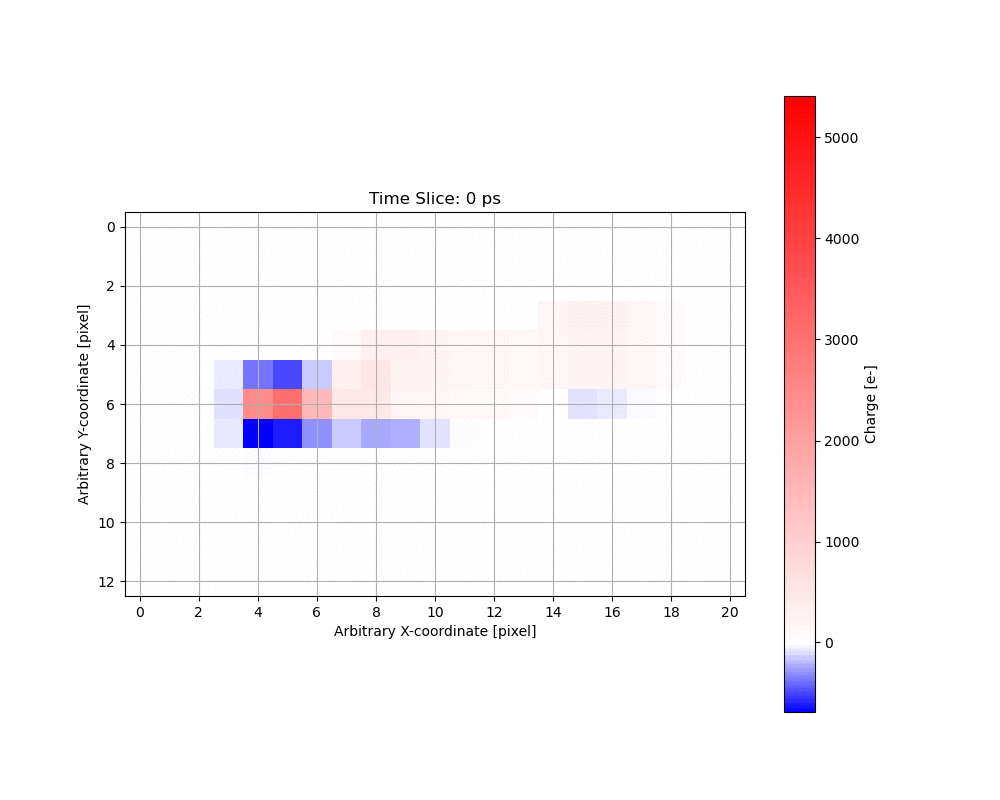 Time Slice: 0 ps
0
2
4
6
8
10
12
Arbitrary Y-coordinate [pixel]
0 2 4 6 8 10 12 14 16 18 20
Arbitrary X-coordinate [pixel]
5000
4000
3000
2000
1000
0
Charge [e-]